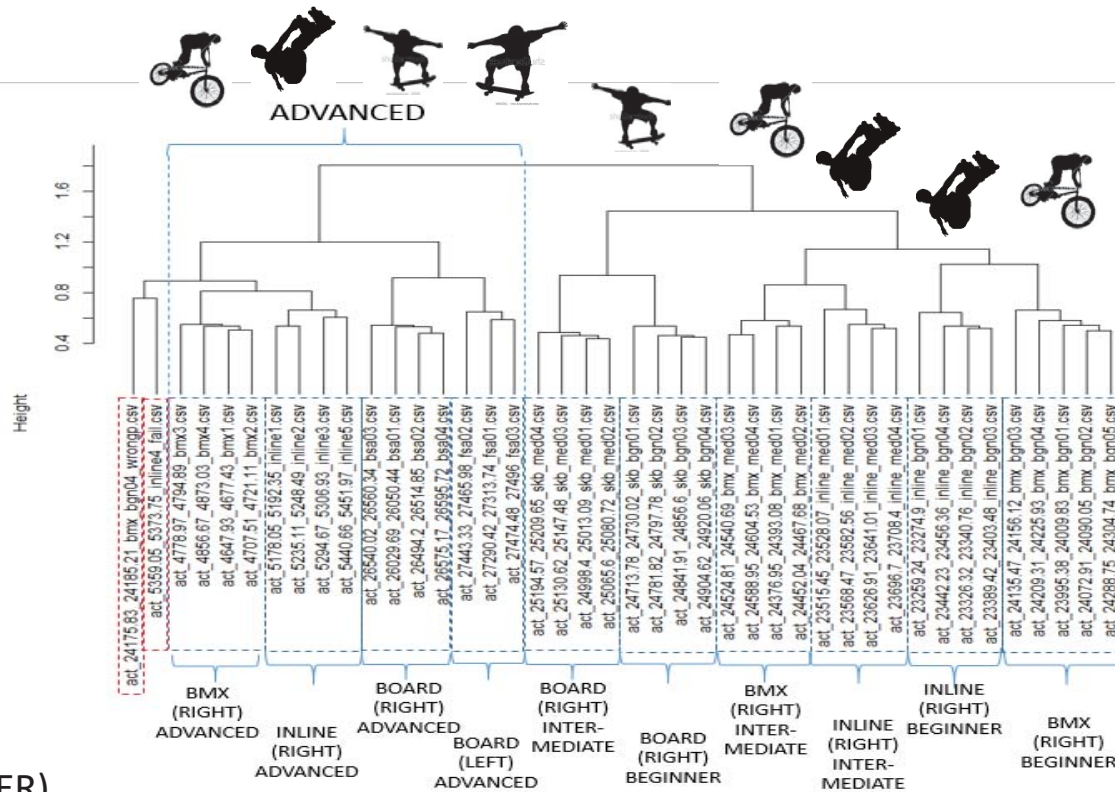 ADVANCED
1.6
1.2
0.8
0.4
Height
act_24175.83_24185.21_bmx_bgn04_wrongp.csv
act_5359.05_5373.75_inline4_fail.csv
act_4778.97_4794.89_bmx3.csv
act_4856.67_4873.03_bmx4.csv
act_4647.93_4677.43_bmx1.csv
act_4707.51_4721.11_bmx2.csv
act_5178.05_5192.35_inline1.csv
act_5235.11_5248.49_inline2.csv
act_5294.67_5306.93_inline3.csv
act_5440.66_5451.97_inline5.csv
act_26540.02_26560.34_bsa03.csv
act_26029.69_26050.44_bsa01.csv
act_26494.2_26514.85_bsa02.csv
act_26575.17_26595.72_bsa04.csv
act_27443.33_27465.98_fsa02.csv
act_27290.42_27313.74_fsa01.csv
act_27474.48_27496_fsa03.csv
act_25194.57_25209.65_skb_med04.csv
act_25130.62_25147.48_skb_med03.csv
act_24998.4_25013.09_skb_med01.csv
act_25065.6_25080.72_skb_med02.csv
act_24713.78_24730.02_skb_bgn01.csv
act_24781.82_24797.78_skb_bgn02.csv
act_24841.91_24856.6_skb_bgn03.csv
act_24904.62_24920.06_skb_bgn04.csv
act_24524.81_24540.69_bmx_med03.csv
act_24588.95_24604.53_bmx_med04.csv
act_24376.95_24393.08_bmx_med01.csv
act_24452.04_24467.68_bmx_med02.csv
act_23515.45_23528.07_inline_med01.csv
act_23568.47_23582.56_inline_med02.csv
act_23626.91_23641.01_inline_med03.csv
act_23696.7_23708.4_inline_med04.csv
act_23259.24_23274.9_inline_bgn01.csv
act_23442.23_23456.36_inline_bgn04.csv
act_23326.32_23340.76_inline_bgn02.csv
act_23389.42_23403.48_inline_bgn03.csv
act_24135.47_24156.12_bmx_bgn03.csv
act_24209.31_24225.93_bmx_bgn04.csv
act_23995.38_24009.83_bmx_bgn01.csv
act_24072.91_24090.05_bmx_bgn02.csv
act_24288.75_24304.74_bmx_bgn05.csv
BMX
(RIGHT)
ADVANCED
INLINE
(RIGHT)
ADVANCED
BOARD
(RIGHT)
ADVANCED
BOARD
(LEFT)
ADVANCED
BOARD
(RIGHT)
INTER-
MEDIATE
BOARD
(RIGHT)
BEGINNER
BMX
(RIGHT)
INTER-
MEDIATE
INLINE
(RIGHT)
INTER-
MEDIATE
INLINE
(RIGHT)
BEGINNER
BMX
(RIGHT)
BEGINNER
ER)